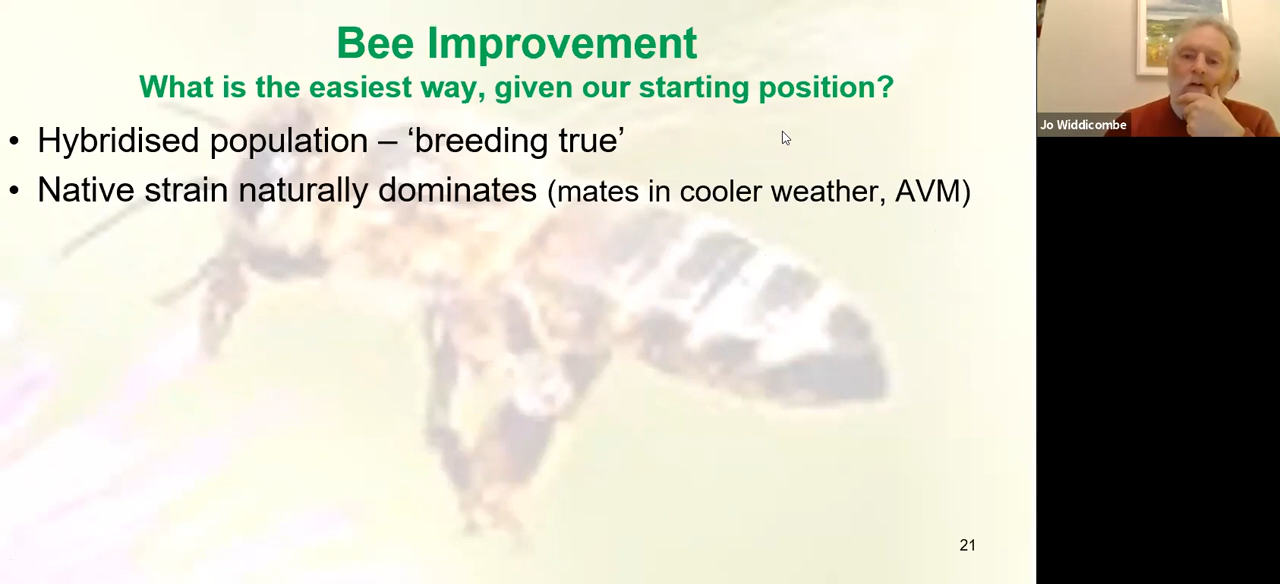 Bee Improvement
What is the easiest way, given our starting position?
• Hybridised population – ‘breeding true’
• Native strain naturally dominates (mates in cooler weather, AVM)
21
Jo Widdicombe